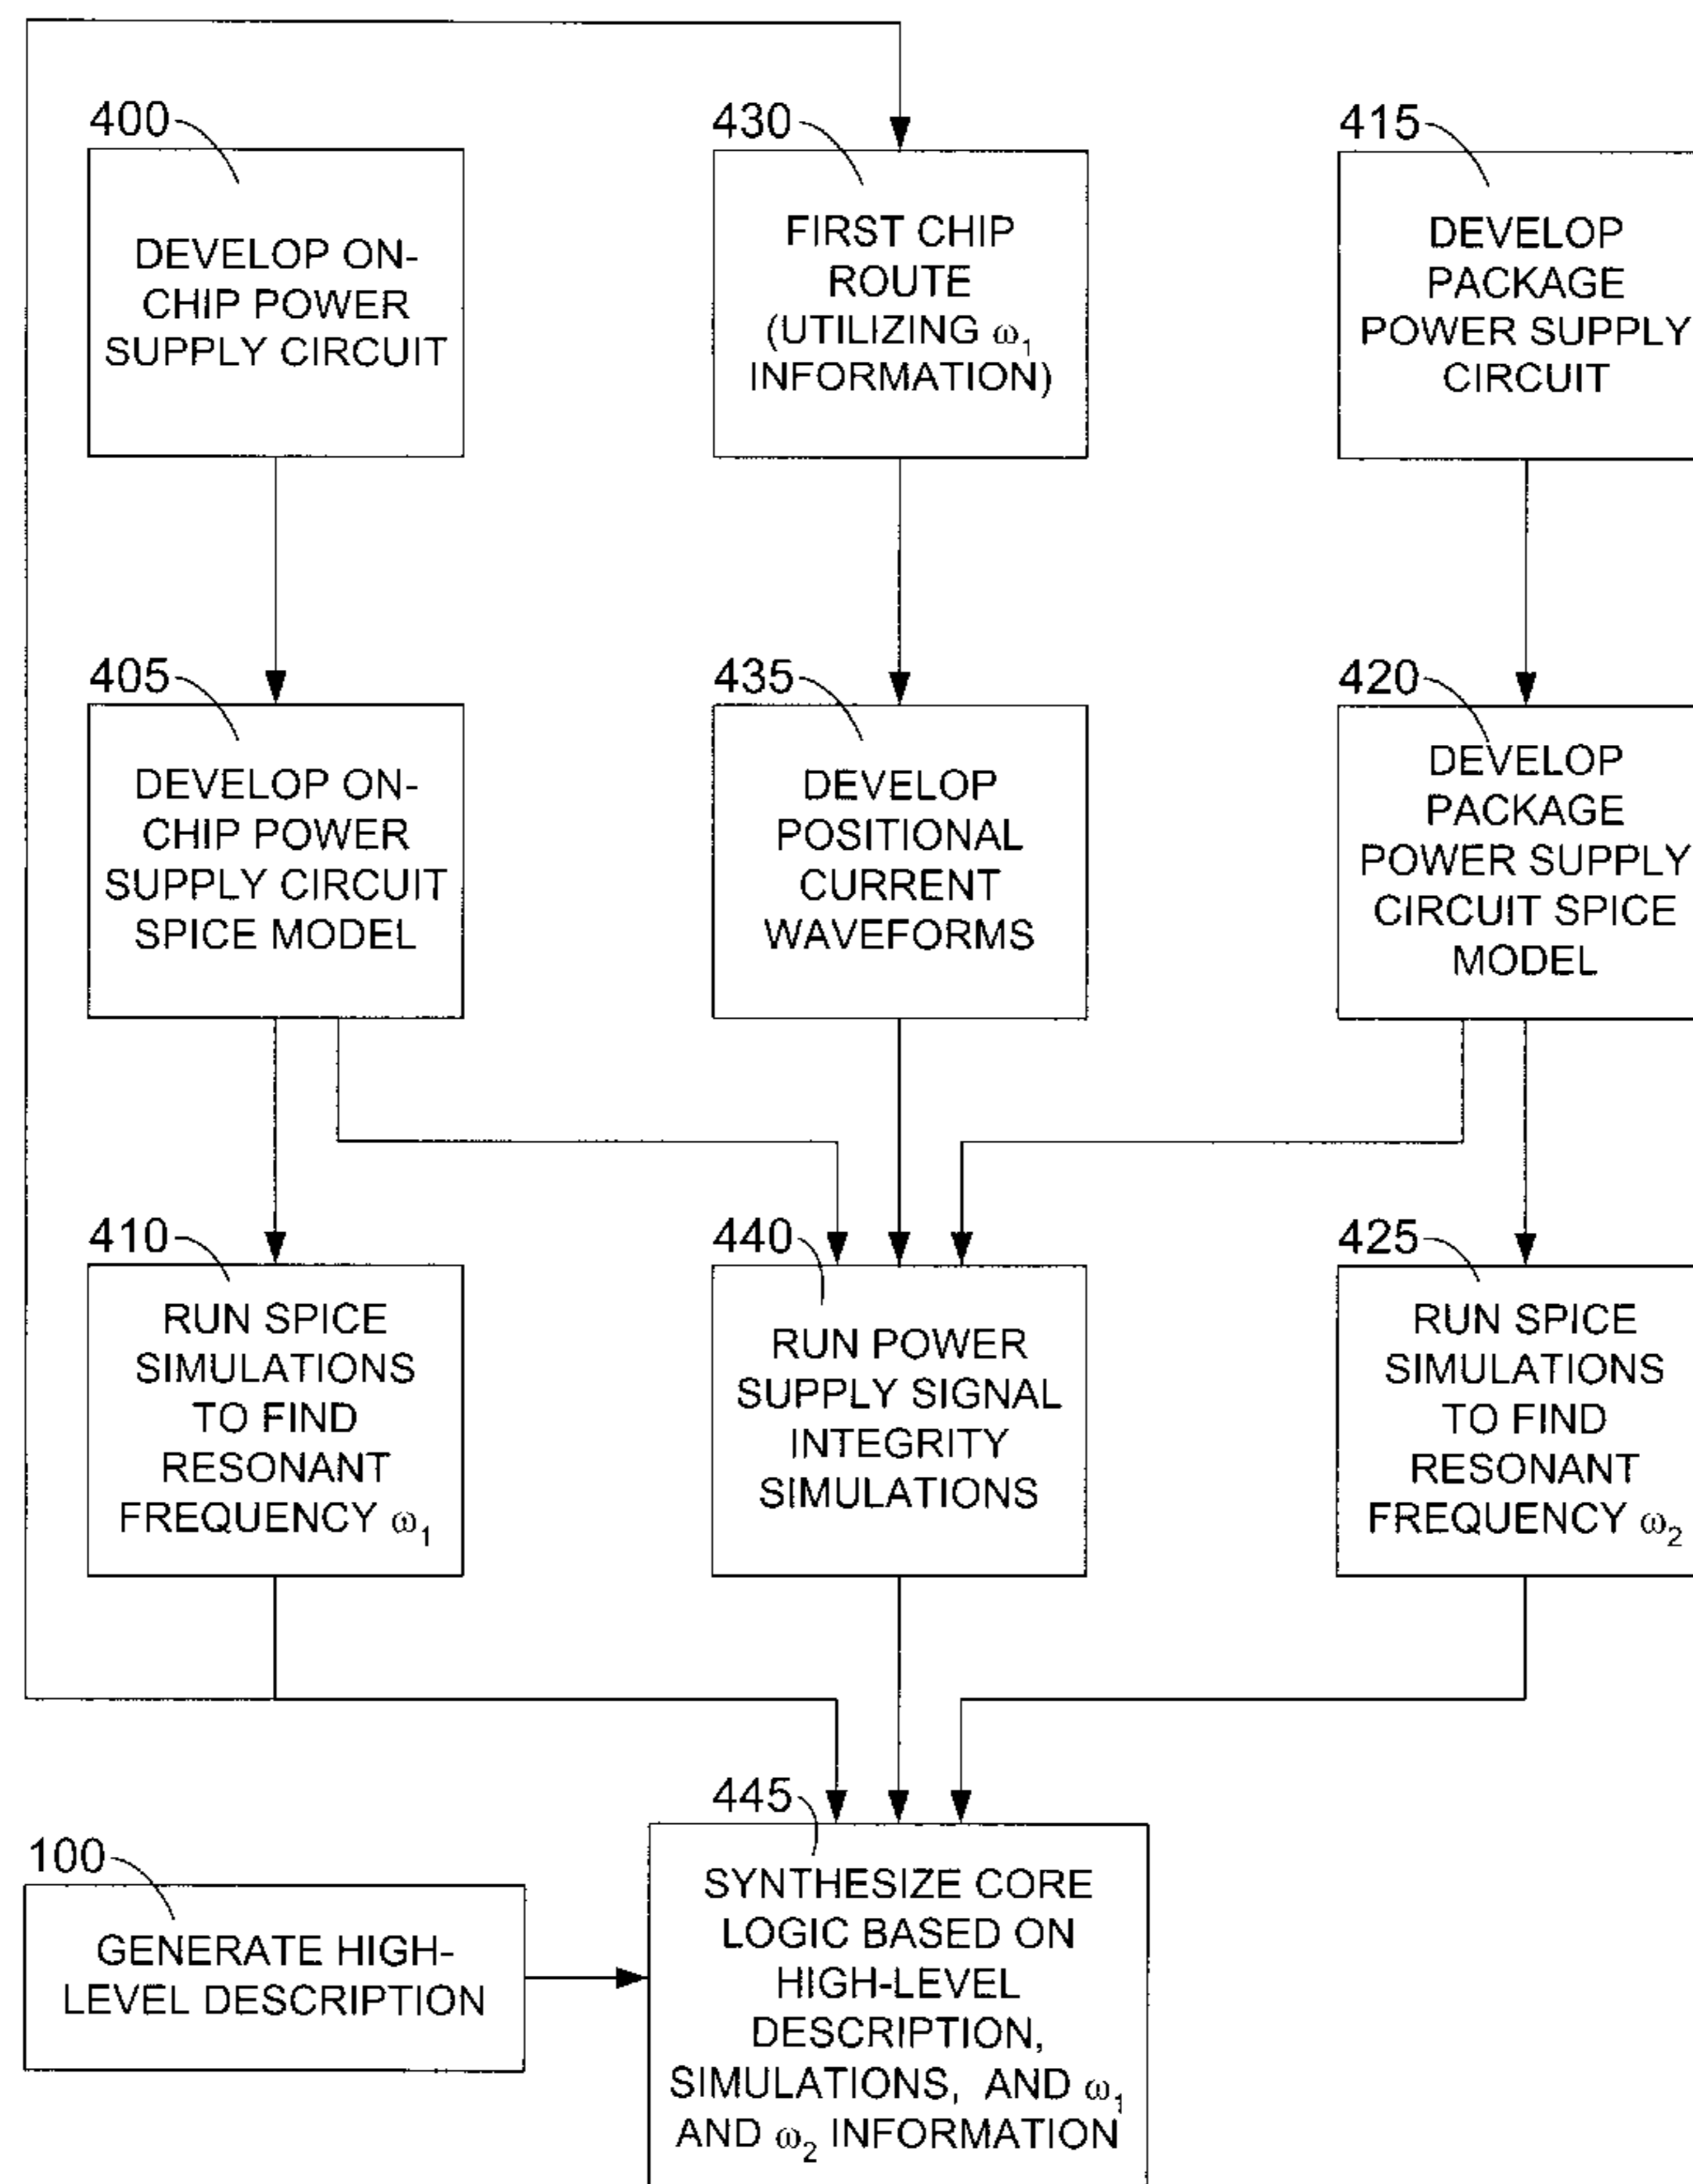 400
DEVELOP ON-
CHIP POWER
SUPPLY CIRCUIT
430
FIRST CHIP
ROUTE
(UTILIZING ω₁
INFORMATION)
415
DEVELOP
PACKAGE
POWER SUPPLY
CIRCUIT
405
DEVELOP ON-
CHIP POWER
SUPPLY CIRCUIT
SPICE MODEL
435
DEVELOP
POSITIONAL
CURRENT
WAVEFORMS
420
DEVELOP
PACKAGE
POWER SUPPLY
CIRCUIT SPICE
MODEL
410
RUN SPICE
SIMULATIONS
TO FIND
RESONANT
FREQUENCY ω₁
440
RUN POWER
SUPPLY SIGNAL
INTEGRITY
SIMULATIONS
425
RUN SPICE
SIMULATIONS
TO FIND
RESONANT
FREQUENCY ω₂
100
GENERATE HIGH-
LEVEL DESCRIPTION
445
SYNTHESIZE CORE
LOGIC BASED ON
HIGH-LEVEL
DESCRIPTION,
SIMULATIONS, AND ω₁
AND ω₂ INFORMATION